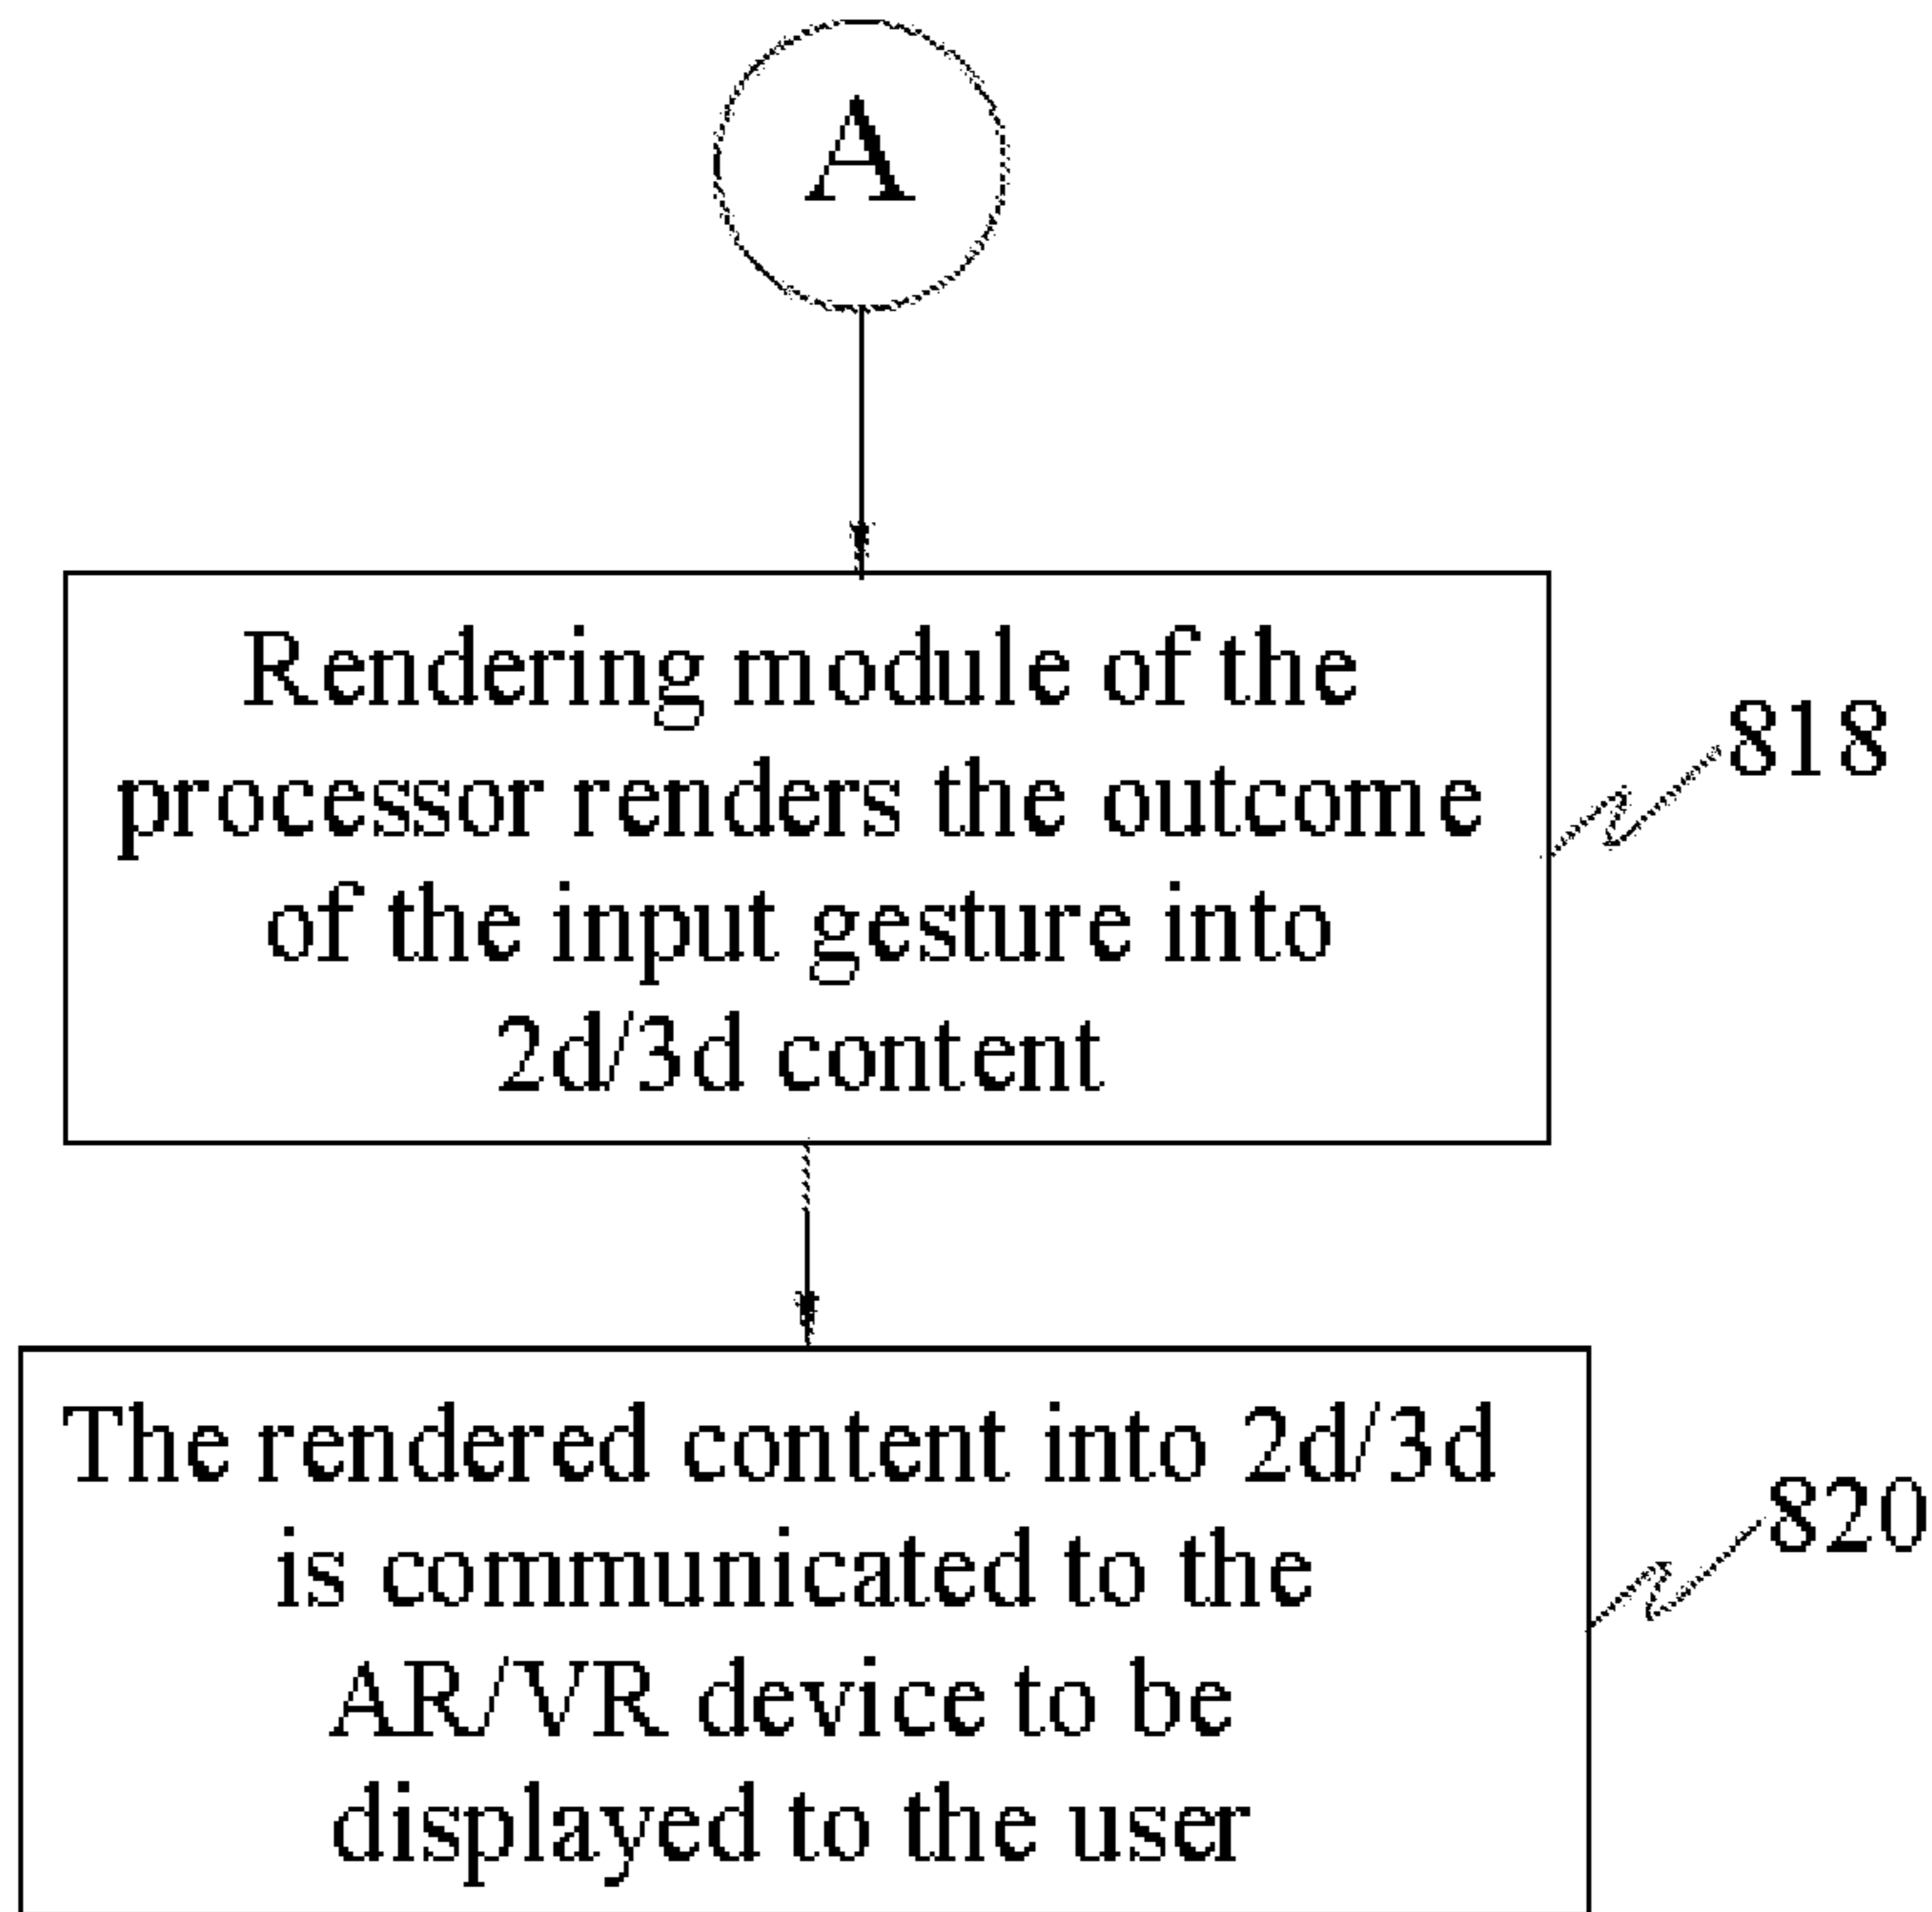 A
Rendering module of the
processor renders the outcome
of the input gesture into
2d/3d content
818
The rendered content into 2d/3d
is communicated to the
AR/VR device to be
displayed to the user
820